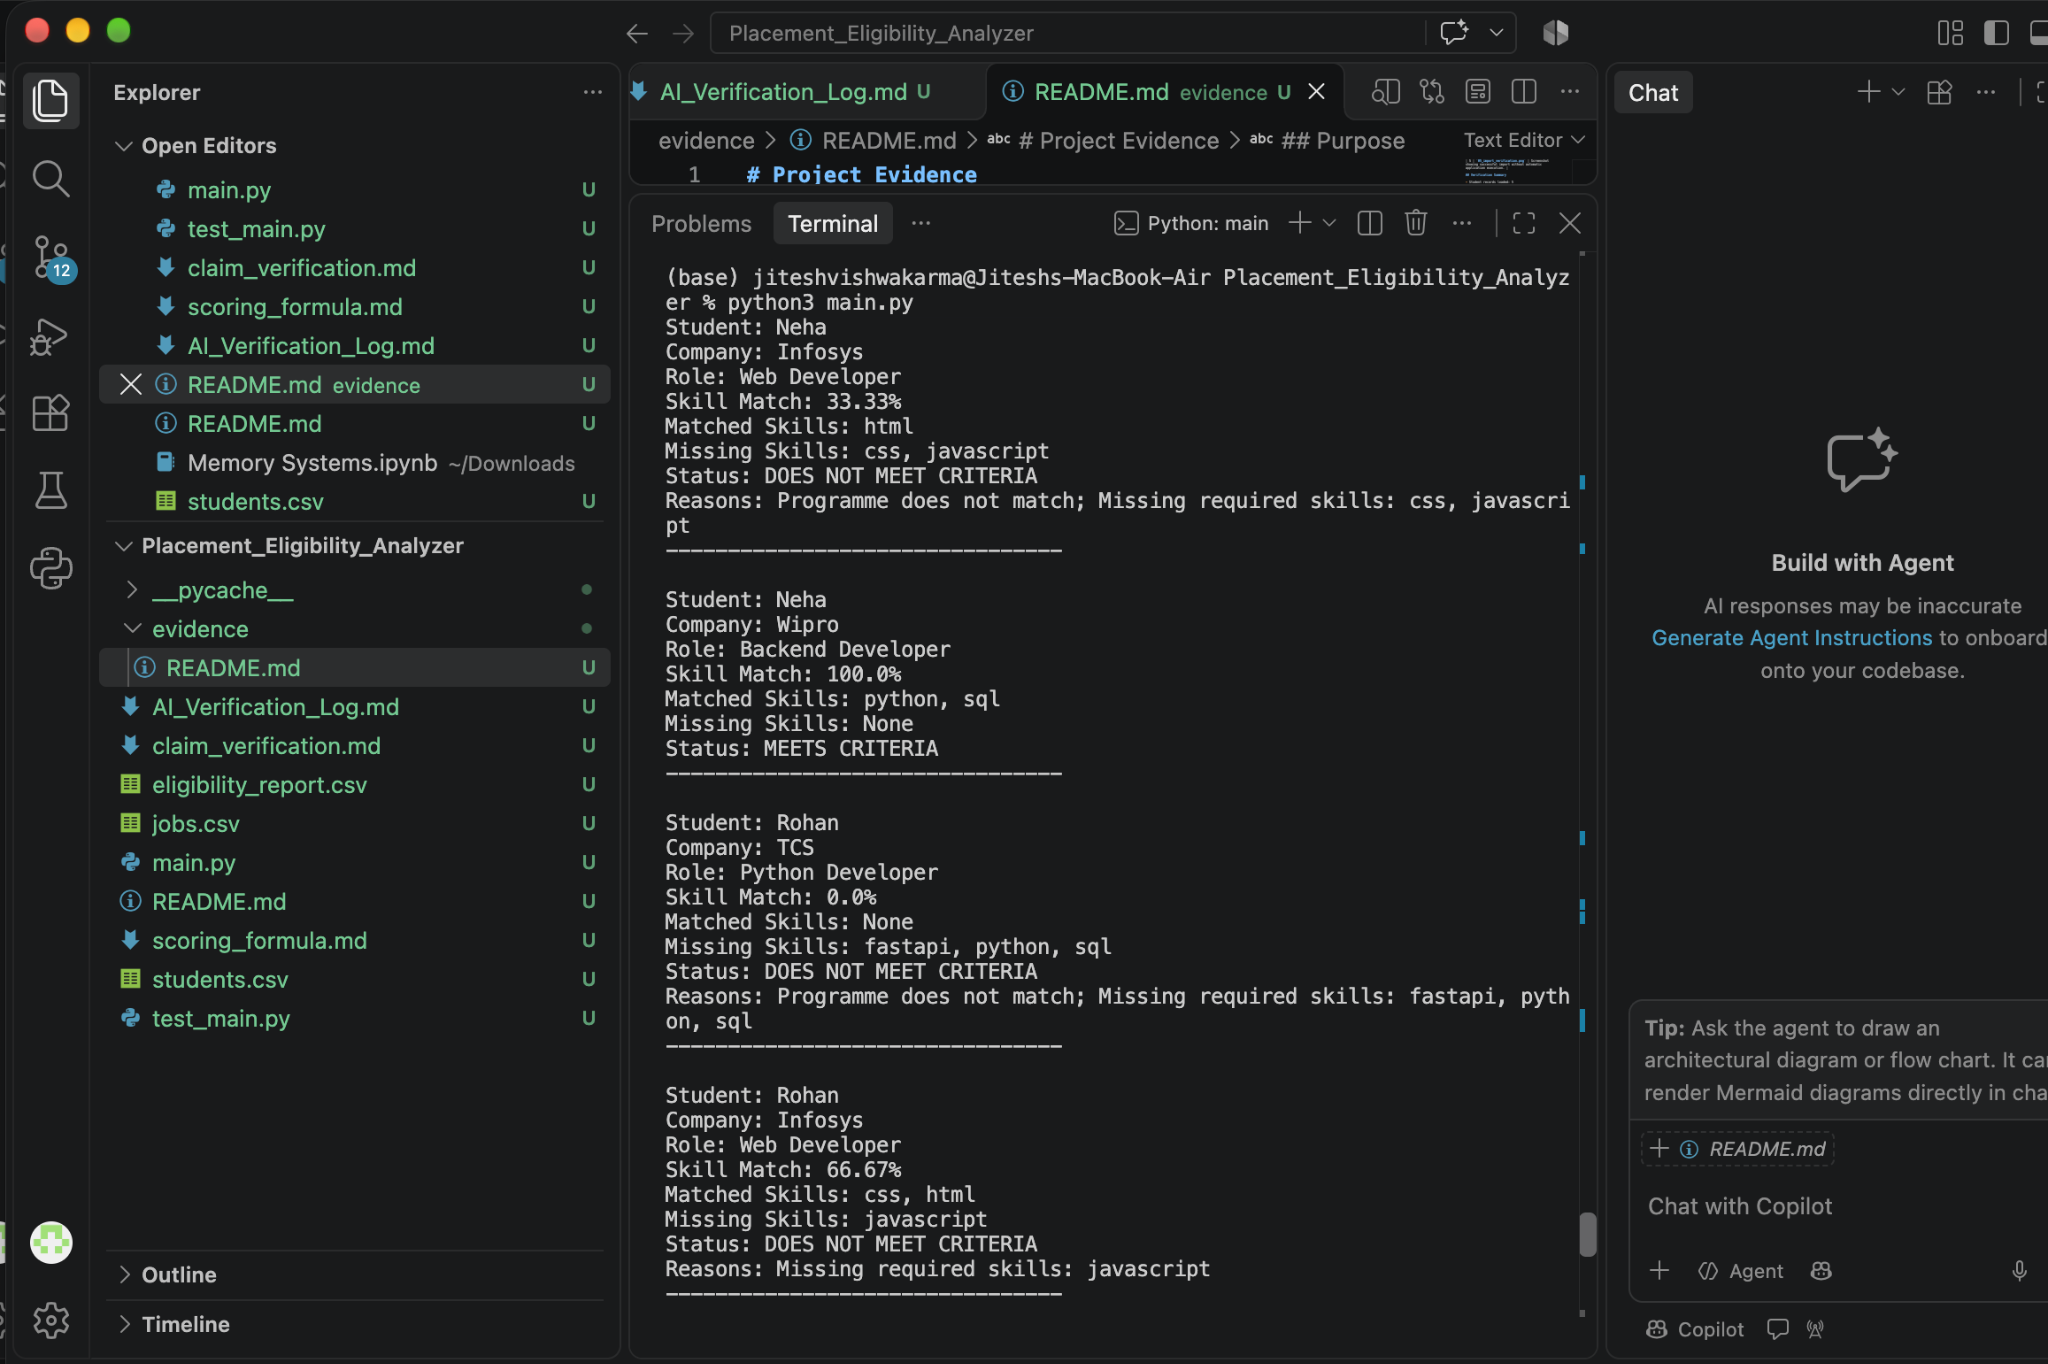 Placement_Eligibility_Analyzer
Explorer
Open Editors
main.py U
test_main.py U
claim_verification.md U
scoring_formula.md U
AI_Verification_Log.md U
README.md evidence U
README.md U
Memory Systems.ipynb ~/Downloads
students.csv U
Placement_Eligibility_Analyzer
__pycache__
evidence
README.md U
AI_Verification_Log.md U
claim_verification.md U
eligibility_report.csv U
jobs.csv U
main.py U
README.md U
scoring_formula.md U
students.csv U
test_main.py U
Outline
Timeline
12
AI_Verification_Log.md U
README.md evidence U
evidence > README.md > abc # Project Evidence > abc ## Purpose
Text Editor
1 # Project Evidence
Problems Terminal
Python: main
(base) jiteshvishwakarma@Jiteshs-MacBook-Air Placement_Eligibility_Analyz
er % python3 main.py
Student: Neha
Company: Infosys
Role: Web Developer
Skill Match: 33.33%
Matched Skills: html
Missing Skills: css, javascript
Status: DOES NOT MEET CRITERIA
Reasons: Programme does not match; Missing required skills: css, javascri
pt
--------------------------------
Student: Neha
Company: Wipro
Role: Backend Developer
Skill Match: 100.0%
Matched Skills: python, sql
Missing Skills: None
Status: MEETS CRITERIA
--------------------------------
Student: Rohan
Company: TCS
Role: Python Developer
Skill Match: 0.0%
Matched Skills: None
Missing Skills: fastapi, python, sql
Status: DOES NOT MEET CRITERIA
Reasons: Programme does not match; Missing required skills: fastapi, pyth
on, sql
--------------------------------
Student: Rohan
Company: Infosys
Role: Web Developer
Skill Match: 66.67%
Matched Skills: css, html
Missing Skills: javascript
Status: DOES NOT MEET CRITERIA
Reasons: Missing required skills: javascript
--------------------------------
Chat
Build with Agent
AI responses may be inaccurate
Generate Agent Instructions to onboard
onto your codebase.
Tip: Ask the agent to draw an
architectural diagram or flow chart. It ca
render Mermaid diagrams directly in cha
README.md
Chat with Copilot
Agent
Copilot